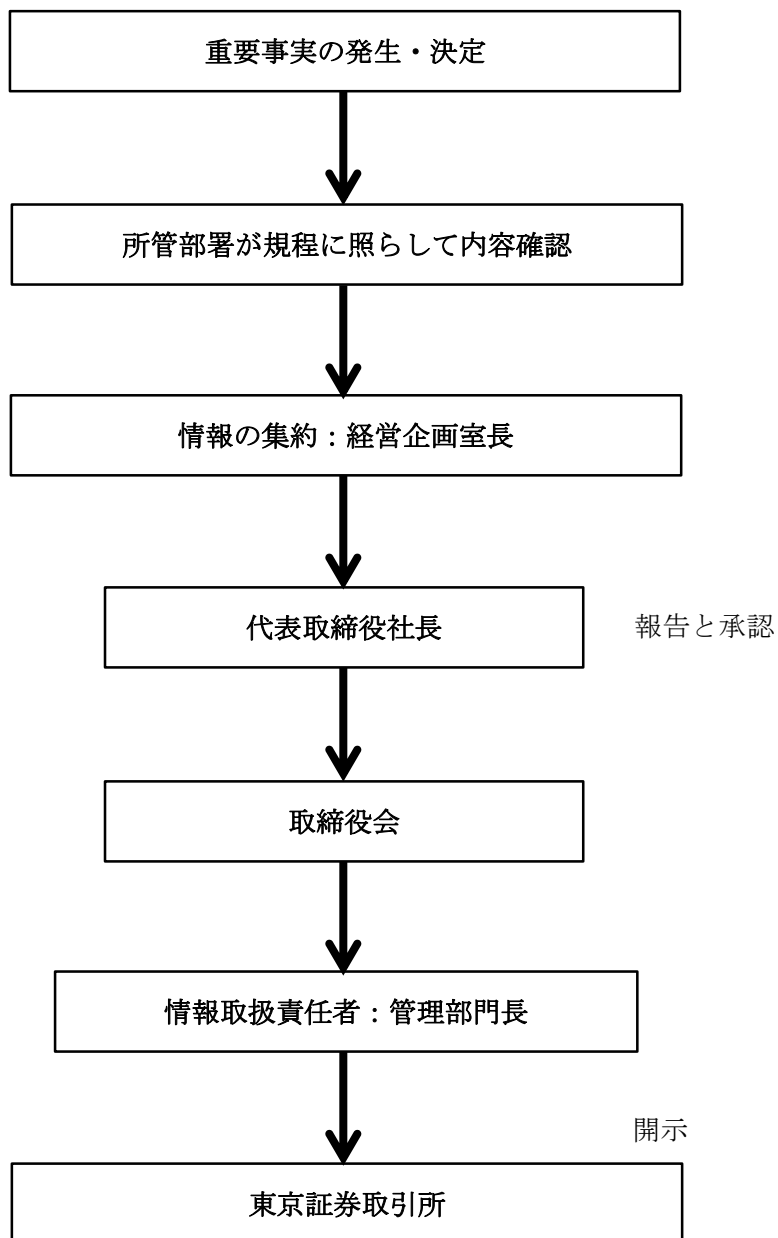 重要事実の発生・決定
所管部署が規程に照らして内容確認
情報の集約：経営企画室長
代表取締役社長
報告と承認
取締役会
情報取扱責任者：管理部門長
開示
東京証券取引所